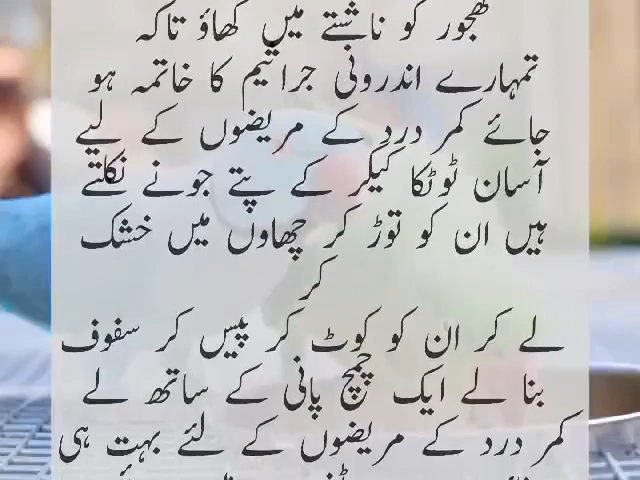 کھجور کو ناشتے میں کھاؤ تاکہ
تمہارے اندرونی جراثیم کا خاتمہ ہو
جائے کمر درد کے مریضوں کے لیے
آسان ٹوٹکا کیکر کے پتے جونے نکلتے
ہیں ان کو توڑ کر چھاوں میں خشک
کر
لے کر ان کو کوٹ کر پیس کر سفوف
بنا لے ایک چمچ پانی کے ساتھ لے
کمر درد کے مریضوں کے لئے بہت ہی